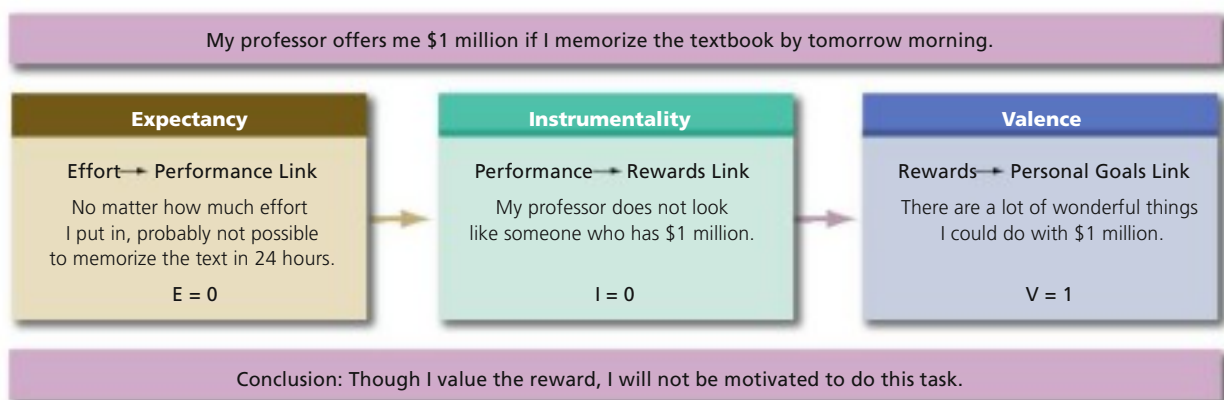 My professor offers me $1 million if I memorize the textbook by tomorrow morning.
Expectancy
Effort → Performance Link
No matter how much effort
I put in, probably not possible
to memorize the text in 24 hours.
E = 0
Instrumentality
Performance → Rewards Link
My professor does not look
like someone who has $1 million.
I = 0
Valence
Rewards → Personal Goals Link
There are a lot of wonderful things
I could do with $1 million.
V = 1
Conclusion: Though I value the reward, I will not be motivated to do this task.